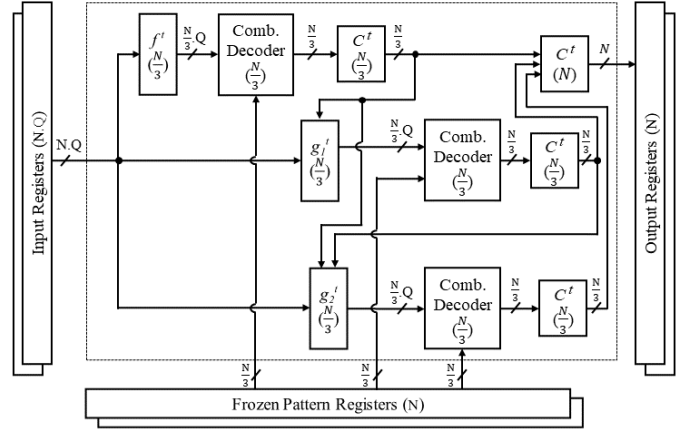 Input Registers (N.Q)
N.Q
f^t
(N/3)
N/3.Q
Comb.
Decoder
(N/3)
N/3
C^t
(N/3)
N/3
C^t
(N)
N
Output Registers (N)
g_1^t
(N/3)
N/3.Q
Comb.
Decoder
(N/3)
N/3
C^t
(N/3)
N/3
g_2^t
(N/3)
N/3.Q
Comb.
Decoder
(N/3)
N/3
C^t
(N/3)
N/3
N/3
N/3
N/3
Frozen Pattern Registers (N)